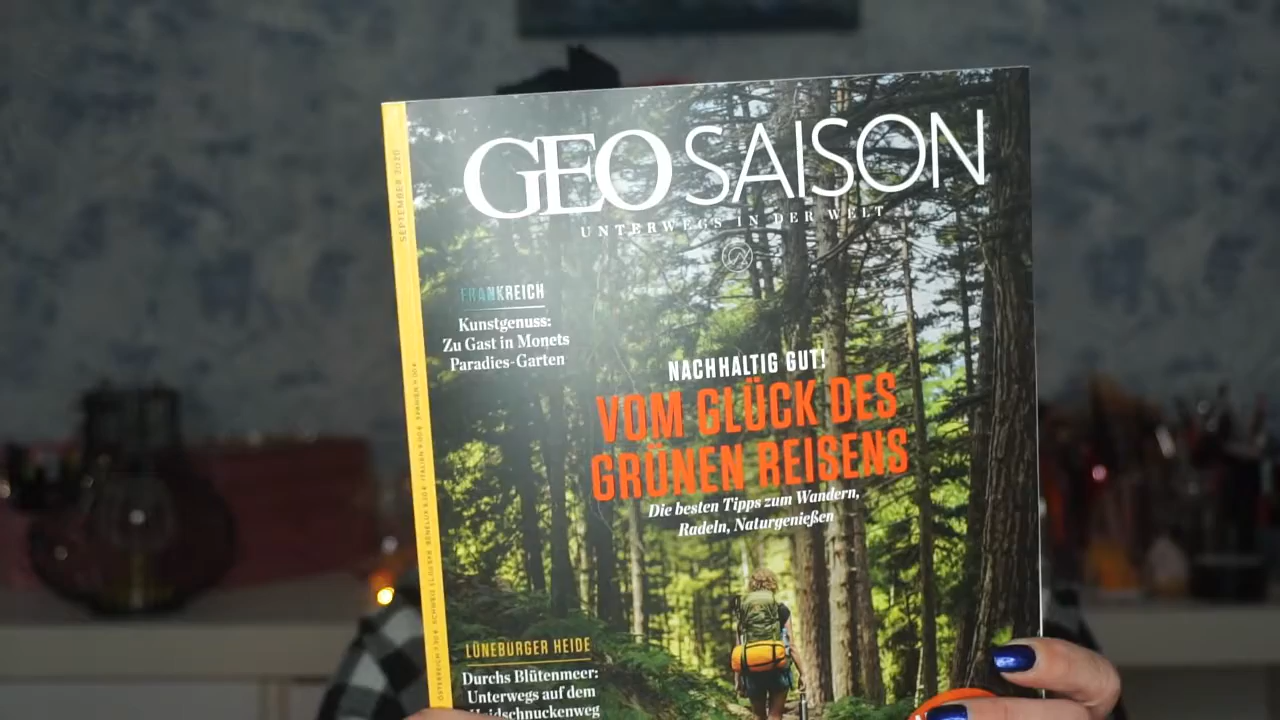 GEO SAISON
UNTERWEGS IN DER WELT
SEPTEMBER 2020
FRANKREICH
Kunstgenuss:
Zu Gast in Monets
Paradies-Garten
NACHHALTIG GUT!
VOM GLÜCK DES
GRÜNEN REISENS
Die besten Tipps zum Wandern,
Radeln, Naturgenießen
LÜNEBURGER HEIDE
Durchs Blütenmeer:
Unterwegs auf dem
Heidschnuckenweg